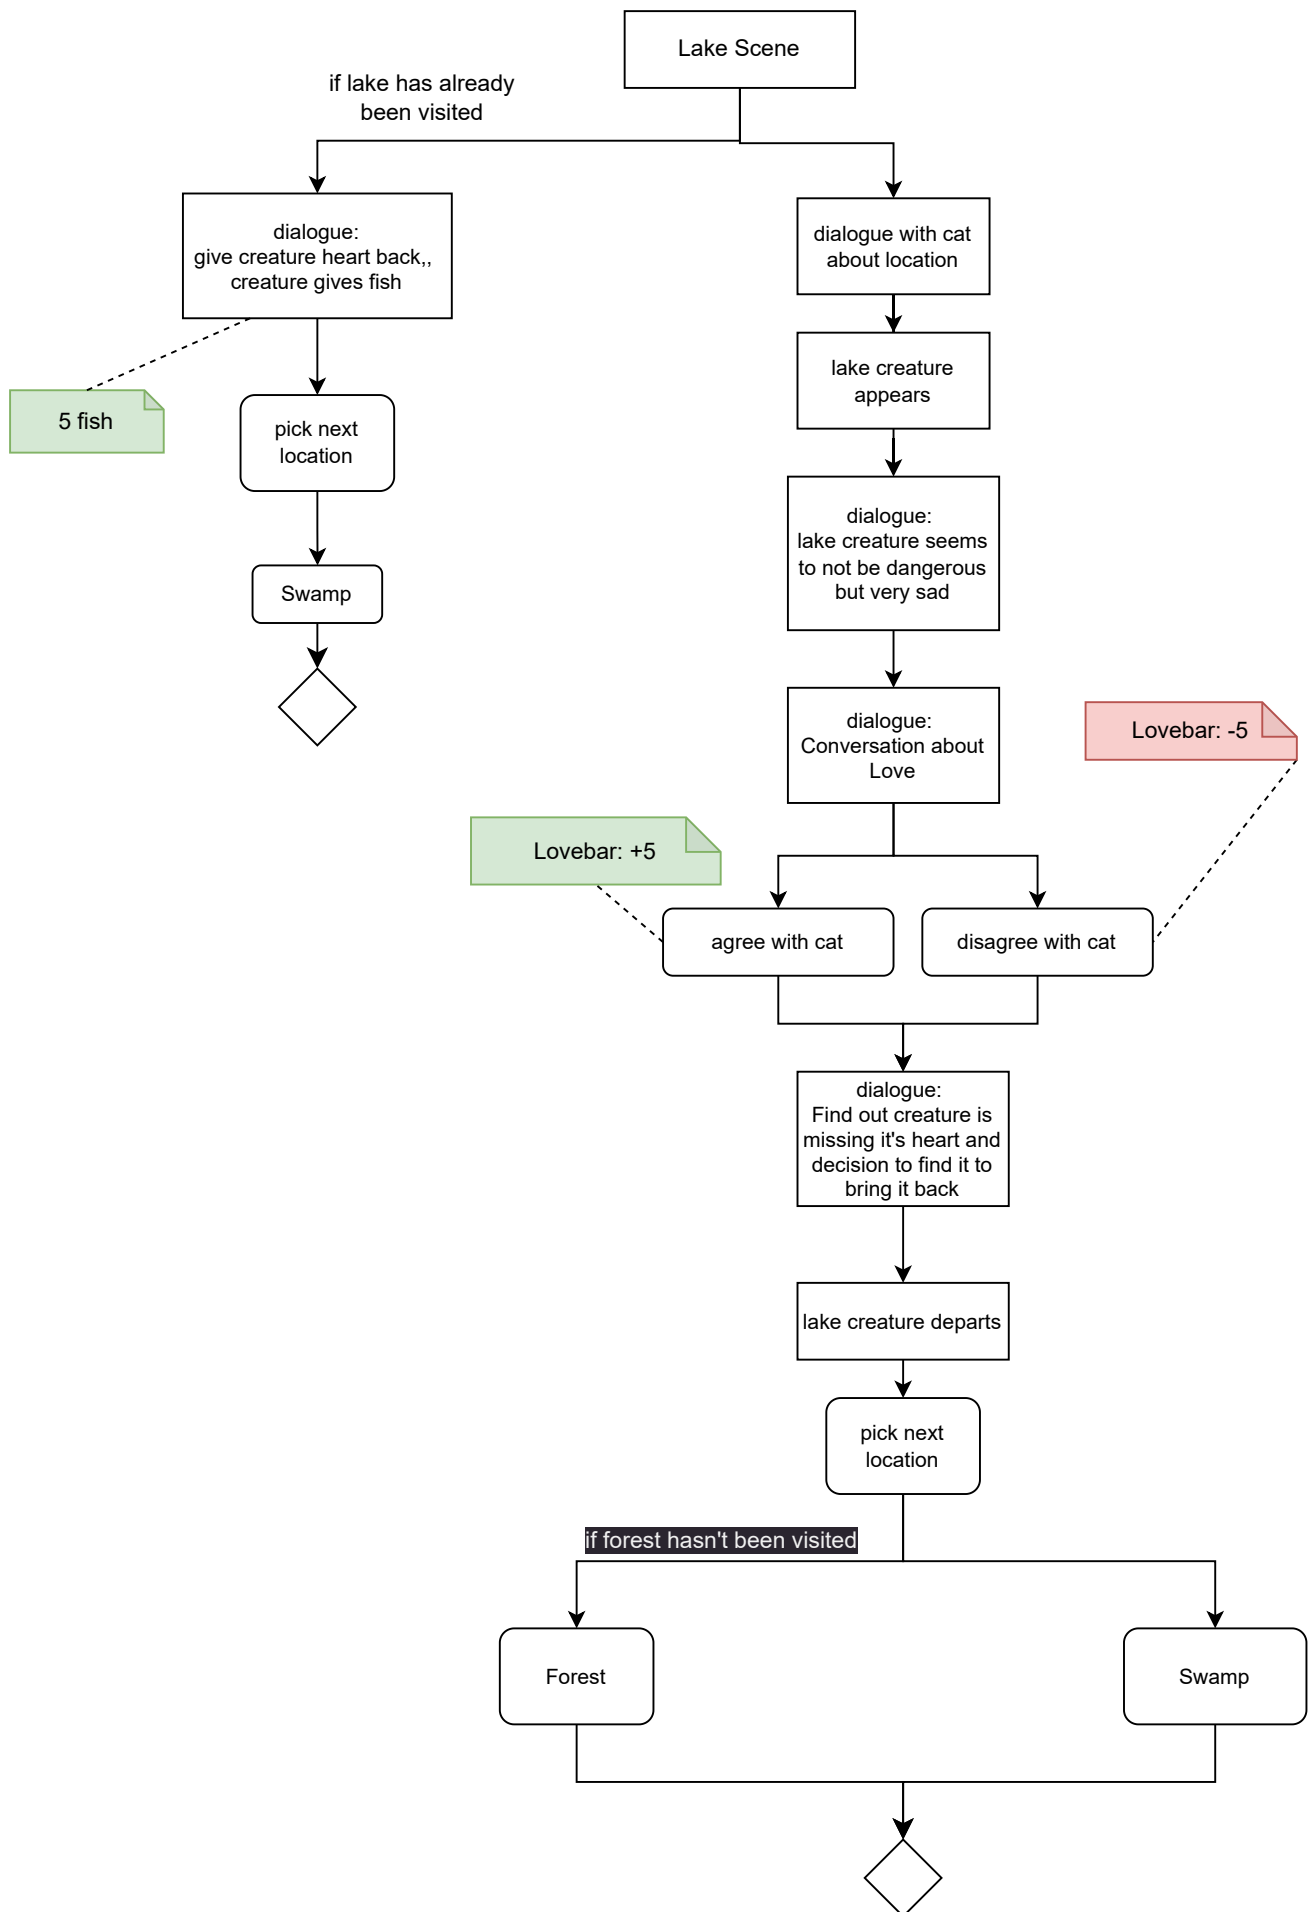 Lake Scene
if lake has already
been visited
dialogue:
give creature heart back,,
creature gives fish
5 fish
pick next
location
Swamp
dialogue with cat
about location
lake creature
appears
dialogue:
lake creature seems
to not be dangerous
but very sad
dialogue:
Conversation about
Love
Lovebar: -5
Lovebar: +5
agree with cat
disagree with cat
dialogue:
Find out creature is
missing it's heart and
decision to find it to
bring it back
lake creature departs
pick next
location
if forest hasn't been visited
Forest
Swamp